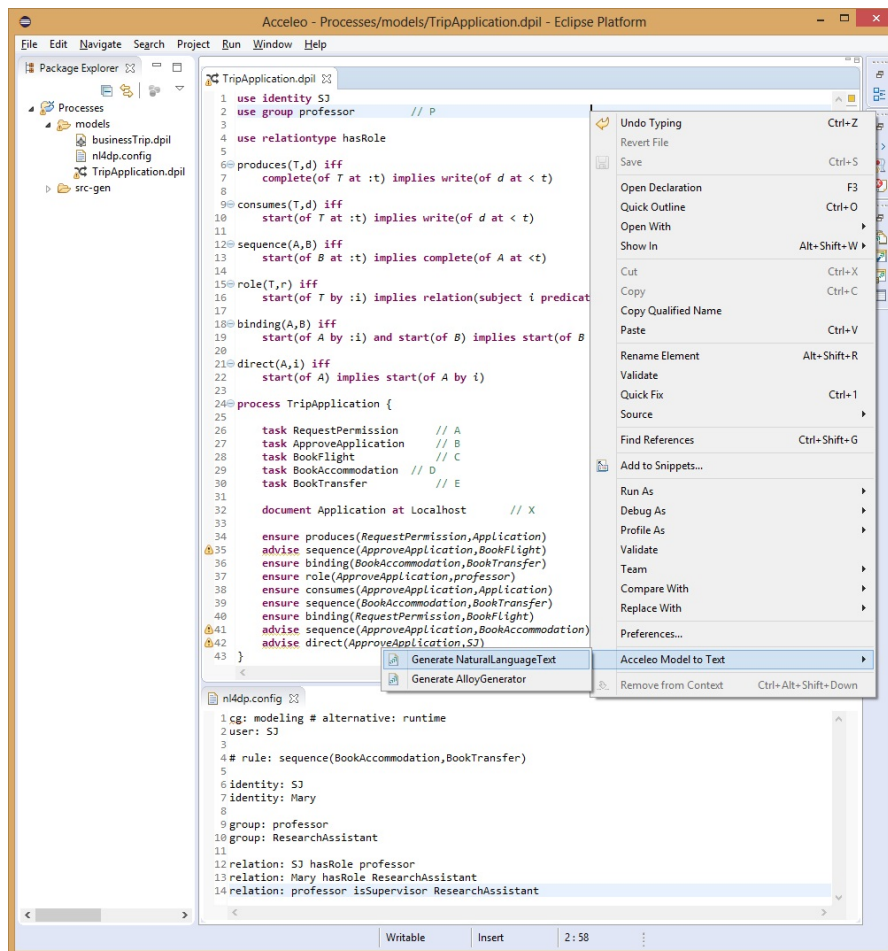 Acceleo - Processes/models/TripApplication.dpil - Eclipse Platform
File Edit Navigate Search Project Run Window Help
Package Explorer
Processes
models
businessTrip.dpil
nl4dp.config
TripApplication.dpil
src-gen
TripApplication.dpil
1 use identity SJ
2 use group professor // P
3
4 use relationtype hasRole
5
6 produces(T,d) iff
7 complete(of T at :t) implies write(of d at < t)
8
9 consumes(T,d) iff
10 start(of T at :t) implies write(of d at < t)
11
12 sequence(A,B) iff
13 start(of B at :t) implies complete(of A at <t)
14
15 role(T,r) iff
16 start(of T by :i) implies relation(subject i predicat
17
18 binding(A,B) iff
19 start(of A by :i) and start(of B) implies start(of B
20
21 direct(A,i) iff
22 start(of A) implies start(of A by i)
23
24 process TripApplication {
25
26 task RequestPermission // A
27 task ApproveApplication // B
28 task BookFlight // C
29 task BookAccommodation // D
30 task BookTransfer // E
31
32 document Application at Localhost // X
33
34 ensure produces(RequestPermission,Application)
35 advise sequence(ApproveApplication,BookFlight)
36 ensure binding(BookAccommodation,BookTransfer)
37 ensure role(ApproveApplication,professor)
38 ensure consumes(ApproveApplication,Application)
39 ensure sequence(BookAccommodation,BookTransfer)
40 ensure binding(RequestPermission,BookFlight)
41 advise sequence(ApproveApplication,BookAccommodation)
42 advise direct(ApproveApplication,SJ)
43 }
Undo Typing Ctrl+Z
Revert File
Save Ctrl+S
Open Declaration F3
Quick Outline Ctrl+O
Open With
Show In Alt+Shift+W
Cut Ctrl+X
Copy Ctrl+C
Copy Qualified Name
Paste Ctrl+V
Rename Element Alt+Shift+R
Validate
Quick Fix Ctrl+1
Source
Find References Ctrl+Shift+G
Add to Snippets...
Run As
Debug As
Profile As
Validate
Team
Compare With
Replace With
Preferences...
Acceleo Model to Text
Remove from Context Ctrl+Alt+Shift+Down
Generate NaturalLanguageText
Generate AlloyGenerator
nl4dp.config
1 cg: modeling # alternative: runtime
2 user: SJ
3
4 # rule: sequence(BookAccommodation,BookTransfer)
5
6 identity: SJ
7 identity: Mary
8
9 group: professor
10 group: ResearchAssistant
11
12 relation: SJ hasRole professor
13 relation: Mary hasRole ResearchAssistant
14 relation: professor isSupervisor ResearchAssistant
Writable Insert 2 : 58